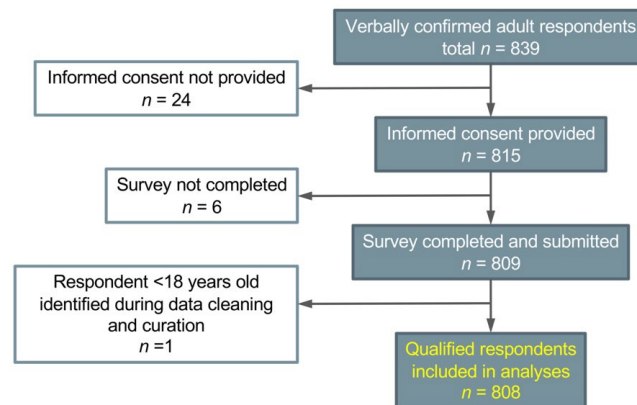 Verbally confirmed adult respondents
total n = 839
Informed consent not provided
n = 24
Informed consent provided
n = 815
Survey not completed
n = 6
Survey completed and submitted
n = 809
Respondent <18 years old
identified during data cleaning
and curation
n =1
Qualified respondents
included in analyses
n = 808